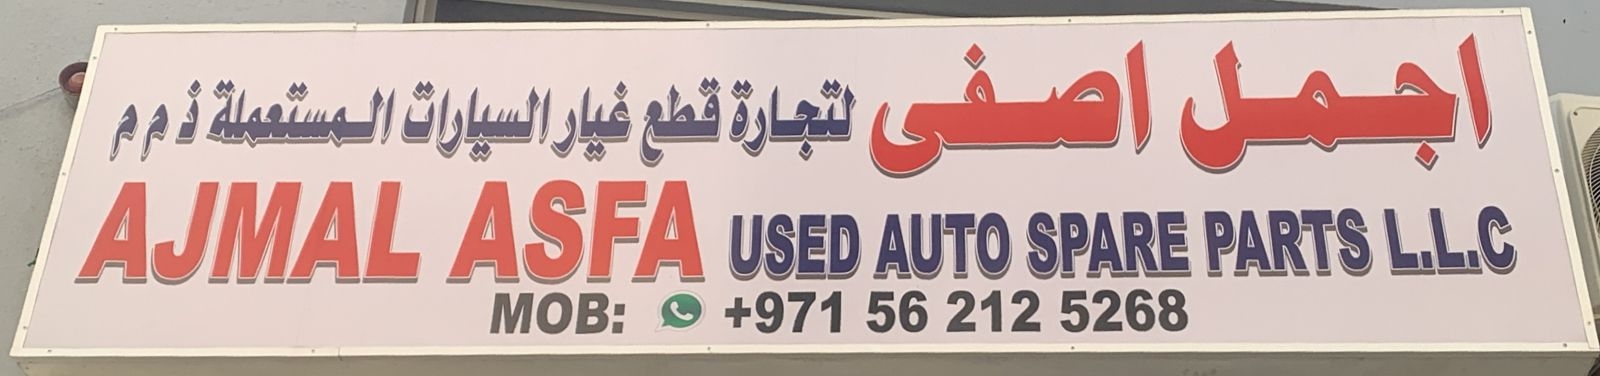 اجمل اصفى لتجارة قطع غيار السيارات المستعملة ذ م م
AJMAL ASFA USED AUTO SPARE PARTS L.L.C
MOB: +971 56 212 5268